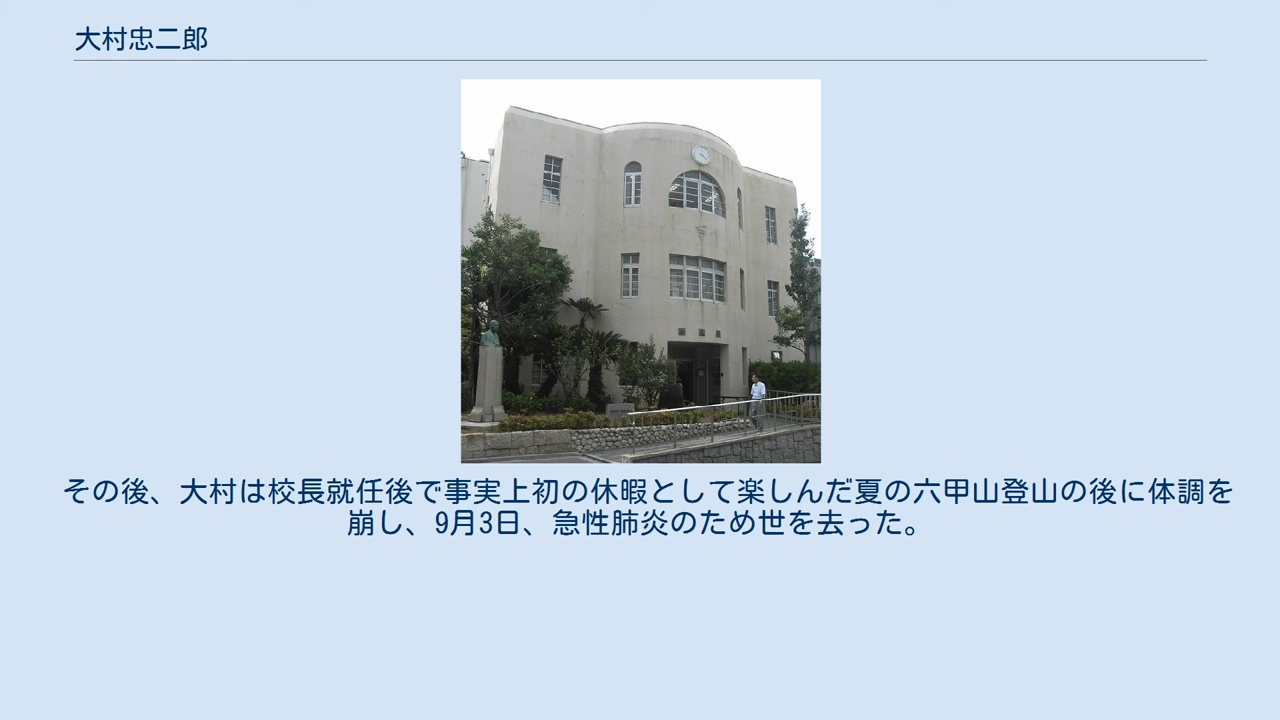 大村忠二郎
その後、大村は校長就任後で事実上初の休暇として楽しんだ夏の六甲山登山の後に体調を
崩し、9月3日、急性肺炎のため世を去った。